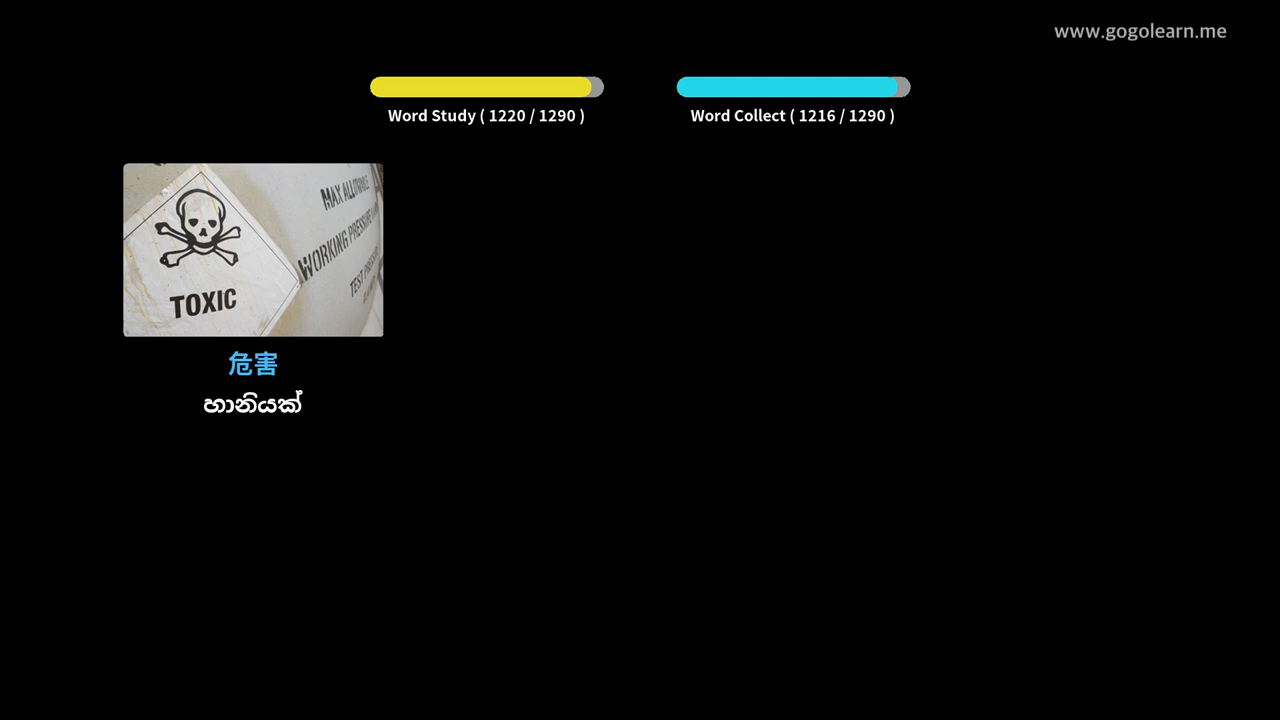 www.gogolearn.me
Word Study ( 1220 / 1290 )
Word Collect ( 1216 / 1290 )
MAX ALLOWABLE
WORKING PRESSURE
TEST
TOXIC
危害
හානියක්